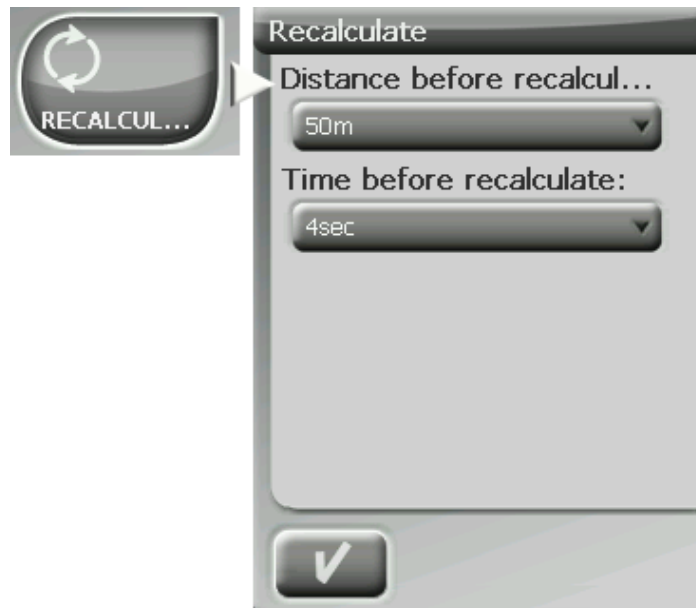 RECALCUL...
Recalculate
Distance before recalcul...
50m
Time before recalculate:
4sec